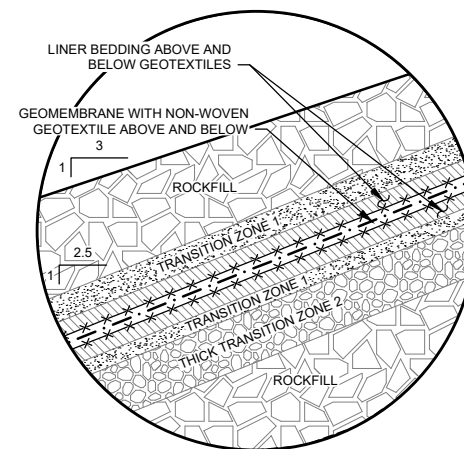 LINER BEDDING ABOVE AND
BELOW GEOTEXTILES
GEOMEMBRANE WITH NON-WOVEN
GEOTEXTILE ABOVE AND BELOW
3
1
ROCKFILL
2.5
1
TRANSITION ZONE 1
TRANSITION ZONE 1
THICK TRANSITION ZONE 2
ROCKFILL